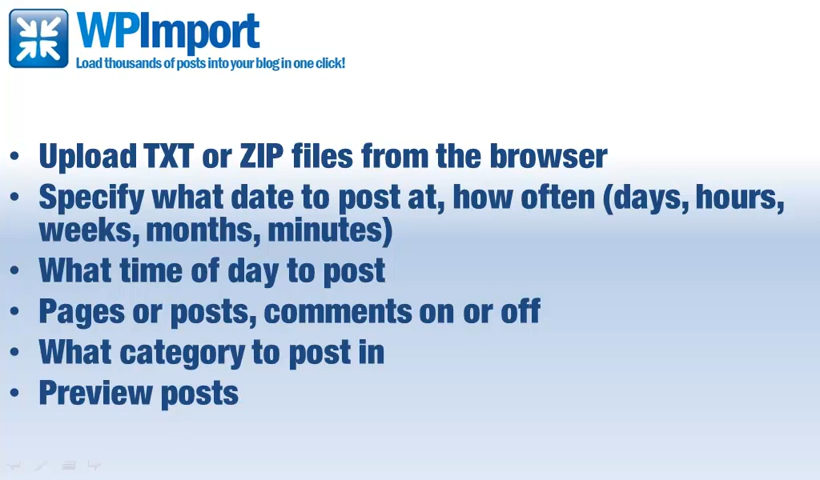 WPImport
Load thousands of posts into your blog in one click!
• Upload TXT or ZIP files from the browser
• Specify what date to post at, how often (days, hours,
weeks, months, minutes)
• What time of day to post
• Pages or posts, comments on or off
• What category to post in
• Preview posts